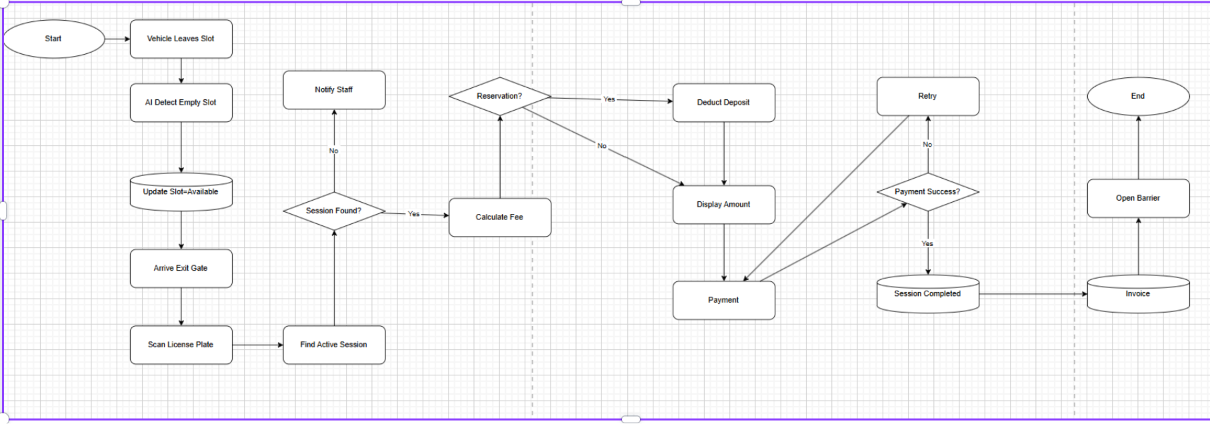 Start
Vehicle Leaves Slot
AI Detect Empty Slot
Update Slot=Available
Arrive Exit Gate
Scan License Plate
Find Active Session
Session Found?
No
Notify Staff
Yes
Calculate Fee
Reservation?
Yes
Deduct Deposit
No
Display Amount
Payment
Payment Success?
No
Retry
Yes
Session Completed
Invoice
Open Barrier
End